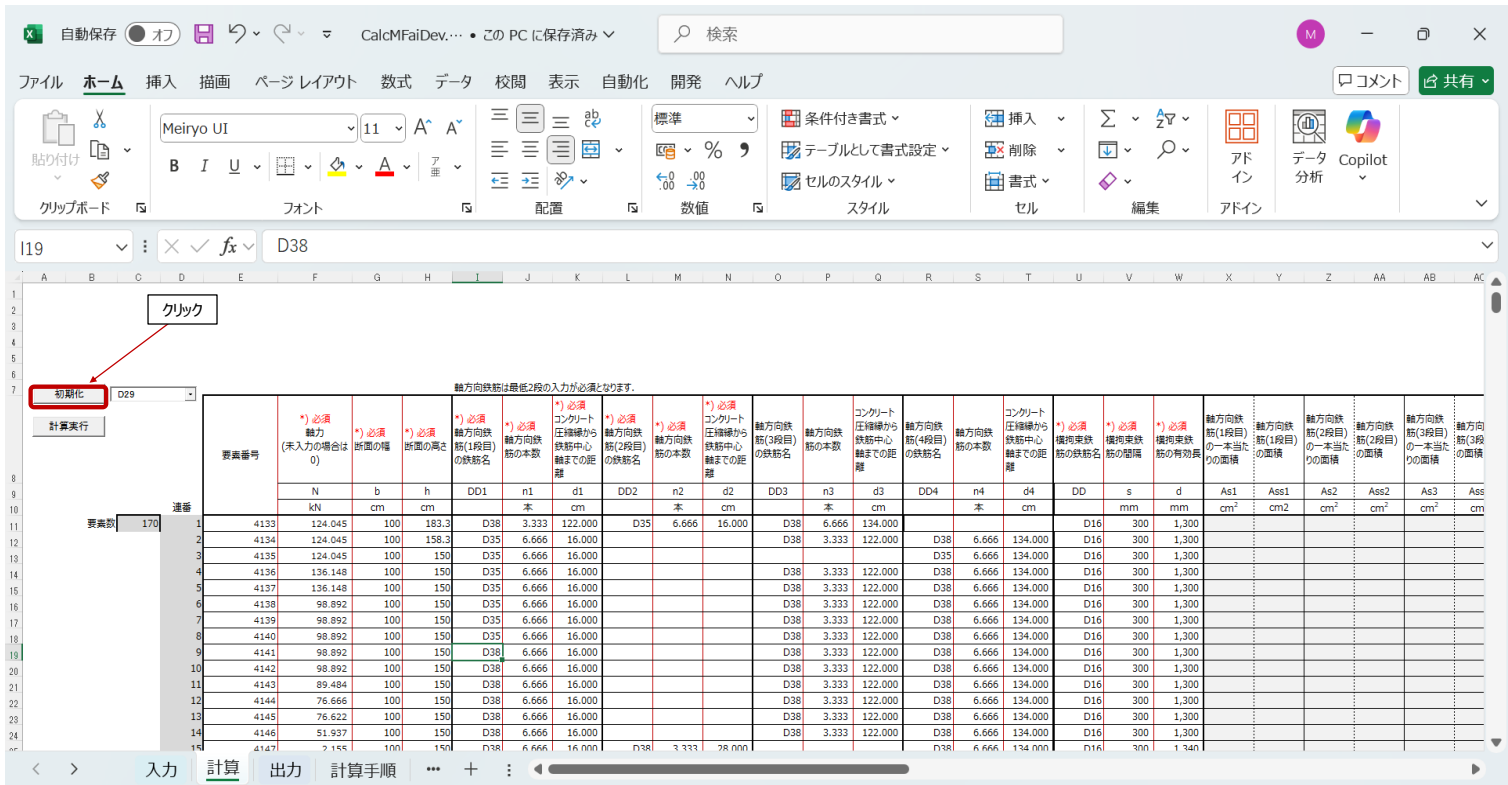 自動保存 オフ CalcMFaiDev.… • この PC に保存済み 検索 M
ファイル ホーム 挿入 描画 ページ レイアウト 数式 データ 校閲 表示 自動化 開発 ヘルプ コメント 共有
貼り付け Meiryo UI 11 標準 条件付き書式 挿入 アドイン データ分析 Copilot
B I U A テーブルとして書式設定 削除
セルのスタイル 書式
クリップボード フォント 配置 数値 スタイル セル 編集 アドイン
I19 fx D38
A B C D E F G H I J K L M N O P Q R S T U V W X Y Z AA AB AC
クリック
軸方向鉄筋は最低2段の入力が必須となります.
初期化 D29
計算実行
要素番号
*) 必須 軸力 (未入力の場合は0)
*) 必須 断面の幅
*) 必須 断面の高さ
*) 必須 軸方向鉄筋(1段目)の鉄筋名
*) 必須 軸方向鉄筋の本数
*) 必須 コンクリート圧縮縁から鉄筋中心軸までの距離
*) 必須 軸方向鉄筋(2段目)の鉄筋名
*) 必須 軸方向鉄筋の本数
*) 必須 コンクリート圧縮縁から鉄筋中心軸までの距離
軸方向鉄筋(3段目)の鉄筋名
軸方向鉄筋の本数
コンクリート圧縮縁から鉄筋中心軸までの距離
軸方向鉄筋(4段目)の鉄筋名
軸方向鉄筋の本数
コンクリート圧縮縁から鉄筋中心軸までの距離
*) 必須 横拘束鉄筋の鉄筋名
*) 必須 横拘束鉄筋の間隔
*) 必須 横拘束鉄筋の有効長
軸方向鉄筋(1段目)の一本当たりの面積
軸方向鉄筋(1段目)の面積
軸方向鉄筋(2段目)の一本当たりの面積
軸方向鉄筋(2段目)の面積
軸方向鉄筋(3段目)の一本当たりの面積
N b h DD1 n1 d1 DD2 n2 d2 DD3 n3 d3 DD4 n4 d4 DD s d As1 Ass1 As2 Ass2 As3 Ass
連番 kN cm cm 本 cm 本 cm 本 cm 本 cm mm mm cm² cm2 cm² cm² cm² cm
要素数 170 1 4133 124.045 100 183.3 D38 3.333 122.000 D35 6.666 16.000 D38 6.666 134.000 D16 300 1,300
2 4134 124.045 100 158.3 D35 6.666 16.000 D38 3.333 122.000 D38 6.666 134.000 D16 300 1,300
3 4135 124.045 100 150 D35 6.666 16.000 D35 6.666 134.000 D16 300 1,300
4 4136 136.148 100 150 D35 6.666 16.000 D38 3.333 122.000 D38 6.666 134.000 D16 300 1,300
5 4137 136.148 100 150 D35 6.666 16.000 D38 3.333 122.000 D38 6.666 134.000 D16 300 1,300
6 4138 98.892 100 150 D35 6.666 16.000 D38 3.333 122.000 D38 6.666 134.000 D16 300 1,300
7 4139 98.892 100 150 D35 6.666 16.000 D38 3.333 122.000 D38 6.666 134.000 D16 300 1,300
8 4140 98.892 100 150 D35 6.666 16.000 D38 3.333 122.000 D38 6.666 134.000 D16 300 1,300
9 4141 98.892 100 150 D38 6.666 16.000 D38 3.333 122.000 D38 6.666 134.000 D16 300 1,300
10 4142 98.892 100 150 D38 6.666 16.000 D38 3.333 122.000 D38 6.666 134.000 D16 300 1,300
11 4143 89.484 100 150 D38 6.666 16.000 D38 3.333 122.000 D38 6.666 134.000 D16 300 1,300
12 4144 76.666 100 150 D38 6.666 16.000 D38 3.333 122.000 D38 6.666 134.000 D16 300 1,300
13 4145 76.622 100 150 D38 6.666 16.000 D38 3.333 122.000 D38 6.666 134.000 D16 300 1,300
14 4146 51.937 100 150 D38 6.666 16.000 D38 3.333 122.000 D38 6.666 134.000 D16 300 1,300
15 4147 2.155 100 150 D38 6.666 16.000 D38 3.333 28.000 D38 6.666 134.000 D16 300 1,340
入力 計算 出力 計算手順